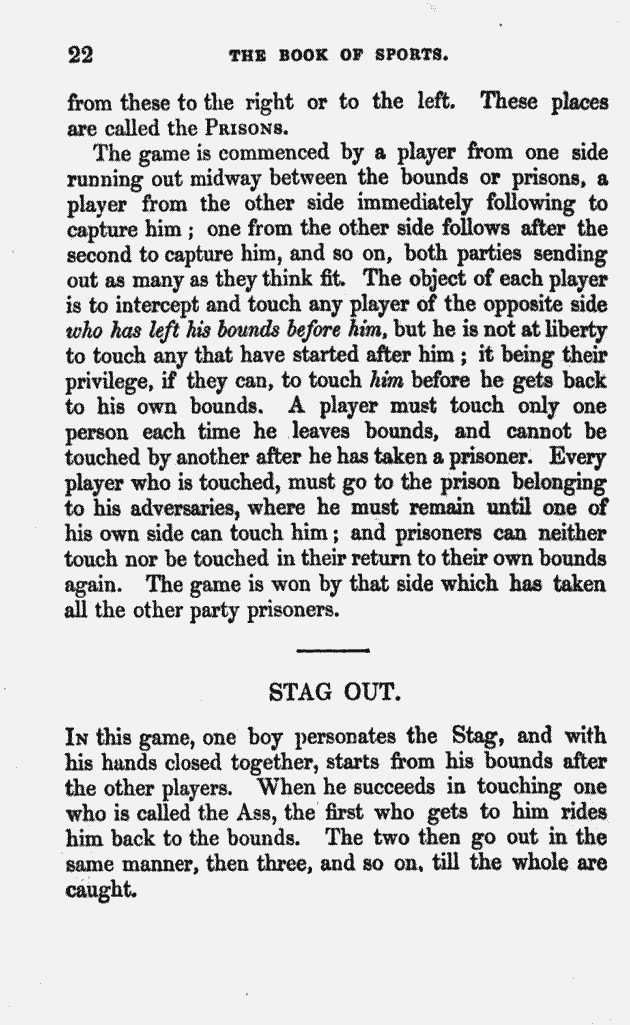 22 THE BOOK OF SPORTS.
from these to the right or to the left. These places
are called the PRISONS.
The game is commenced by a player from one side
running out midway between the bounds or prisons, a
player from the other side immediately following to
capture him; one from the other side follows after the
second to capture him, and so on, both parties sending
out as many as they think fit. The object of each player
is to intercept and touch any player of the opposite side
who has left his bounds before him, but he is not at liberty
to touch any that have started after him; it being their
privilege, if they can, to touch him before he gets back
to his own bounds. A player must touch only one
person each time he leaves bounds, and cannot be
touched by another after he has taken a prisoner. Every
player who is touched, must go to the prison belonging
to his adversaries, where he must remain until one of
his own side can touch him; and prisoners can neither
touch nor be touched in their return to their own bounds
again. The game is won by that side which has taken
all the other party prisoners.
STAG OUT.
IN this game, one boy personates the Stag, and with
his hands closed together, starts from his bounds after
the other players. When he succeeds in touching one
who is called the Ass, the first who gets to him rides
him back to the bounds. The two then go out in the
same manner, then three, and so on, till the whole are
caught.